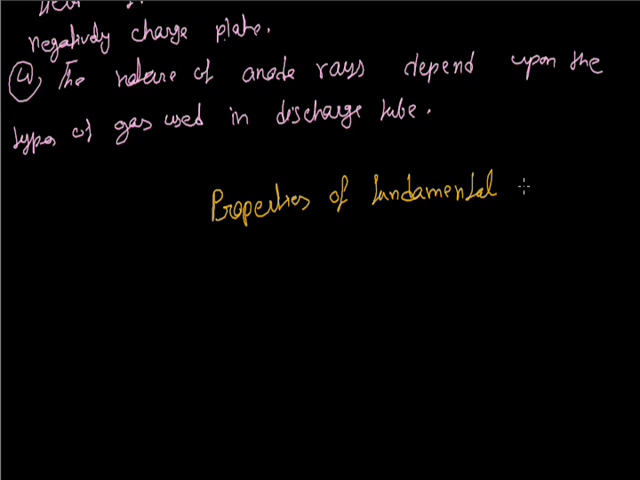 negatively charge plate.
④ The nature of anode rays depend upon the
types of gas used in discharge tube.
Properties of fundamental